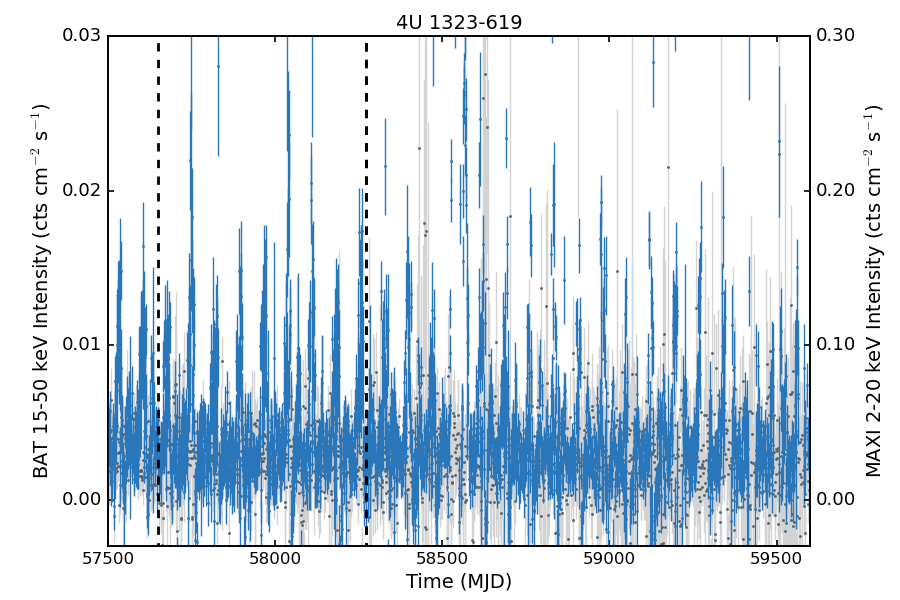 4U 1323-619
0.03
0.02
0.01
0.00
BAT 15-50 keV Intensity (cts cm⁻² s⁻¹)
0.30
0.20
0.10
0.00
MAXI 2-20 keV Intensity (cts cm⁻² s⁻¹)
57500 58000 58500 59000 59500
Time (MJD)